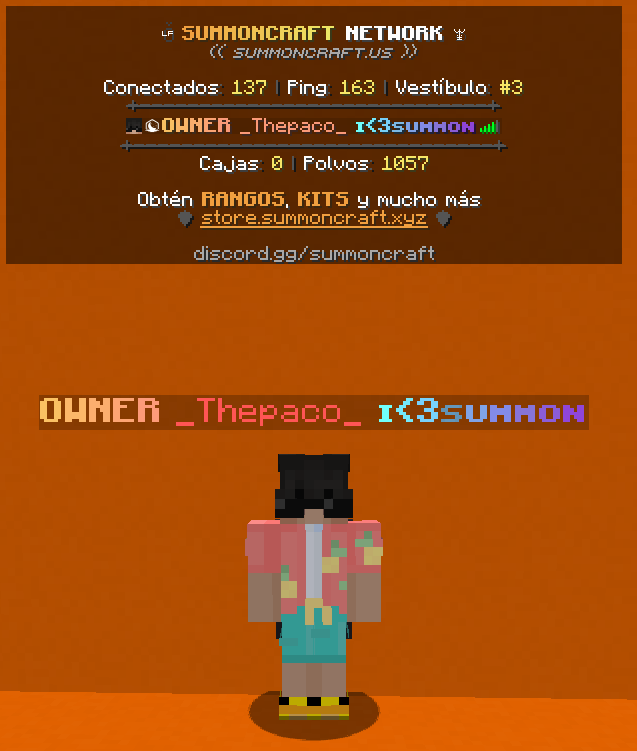 SUMMONCRAFT NETWORK
(( SUMMONCRAFT.US ))
Conectados: 137 | Ping: 163 | Vestíbulo: #3
OWNER _Thepaco_ I<3SUMMON
Cajas: 0 | Polvos: 1057
Obtén RANGOS, KITS y mucho más
store.summoncraft.xyz
discord.gg/summoncraft
OWNER _Thepaco_ I<3SUMMON